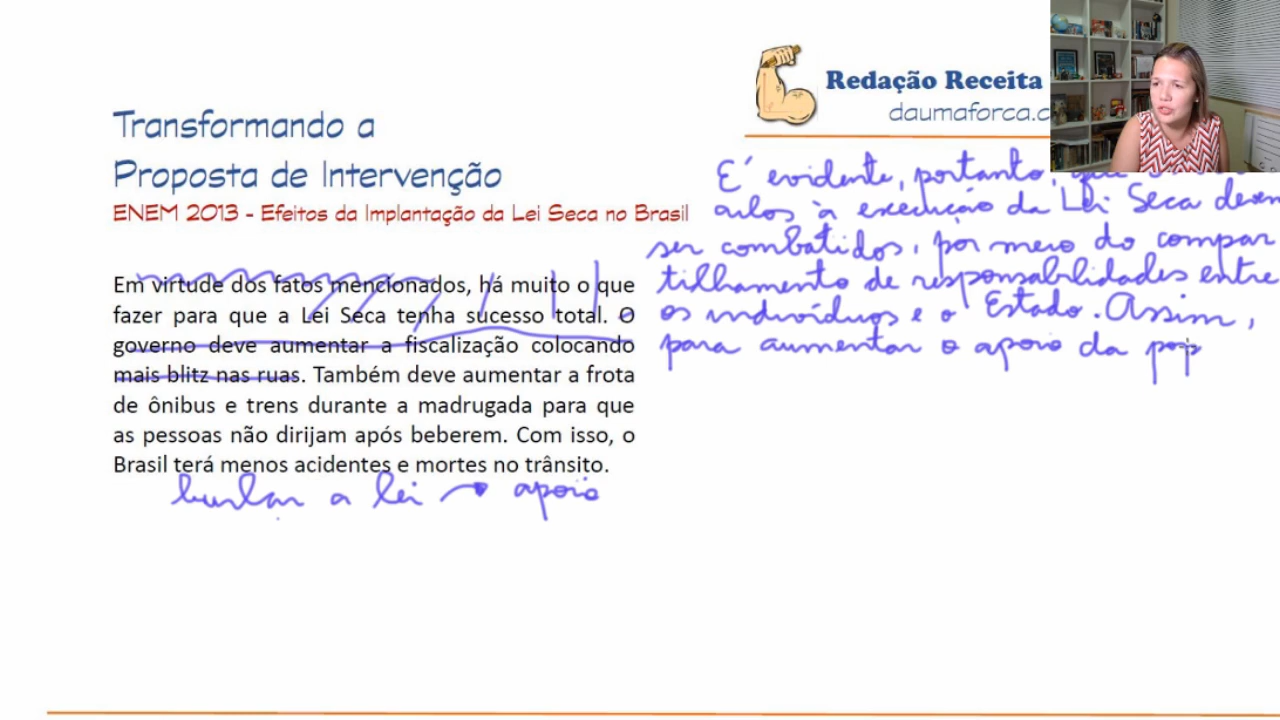 Redação Receita
daumaforca.c
Transformando a
Proposta de Intervenção
ENEM 2013 - Efeitos da Implantação da Lei Seca no Brasil
Em virtude dos fatos mencionados, há muito o que
fazer para que a Lei Seca tenha sucesso total. O
governo deve aumentar a fiscalização colocando
mais blitz nas ruas. Também deve aumentar a frota
de ônibus e trens durante a madrugada para que
as pessoas não dirijam após beberem. Com isso, o
Brasil terá menos acidentes e mortes no trânsito.
burlar a lei → apoio
E' evidente, portanto, que
culos à execução da Lei Seca devem
ser combatidos, por meio do compar
tilhamento de responsabilidades entre
os indivíduos e o Estado. Assim,
para aumentar o apoio da pop